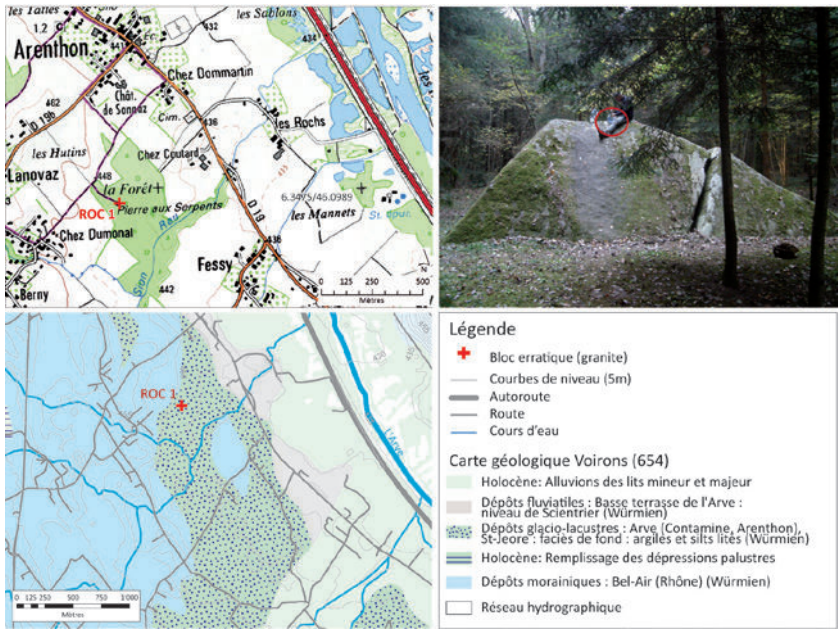 les Tattes
1.2
432
les Sablons
434
Arenthon
441
Chez Dommartin
Chât.
de Sonnaz
462
D 19b
Cim.
436
les Rochs
les Hutins
Chez Coutard
Lanovaz
448
la Forêt
433
6.3475/46.0989
ROC 1
Pierre aux Serpents
les Mannets
Chez Dumonal
Rau
D 19
Sion
Fessy
436
Berny
442
N
0 125 250 500
Mètres
ROC 1
L'Arve
0 125 250 500 750 1'000
Mètres
Légende
Bloc erratique (granite)
Courbes de niveau (5m)
Autoroute
Route
Cours d'eau
Carte géologique Voirons (654)
Holocène: Alluvions des lits mineur et majeur
Dépôts fluviatiles : Basse terrasse de l'Arve :
niveau de Scientrier (Würmien)
Dépôts glacio-lacustres : Arve (Contamine, Arenthon),
St-Jeore : faciès de fond : argiles et silts lités (Würmien)
Holocène: Remplissage des dépressions palustres
Dépôts morainiques : Bel-Air (Rhône) (Würmien)
Réseau hydrographique